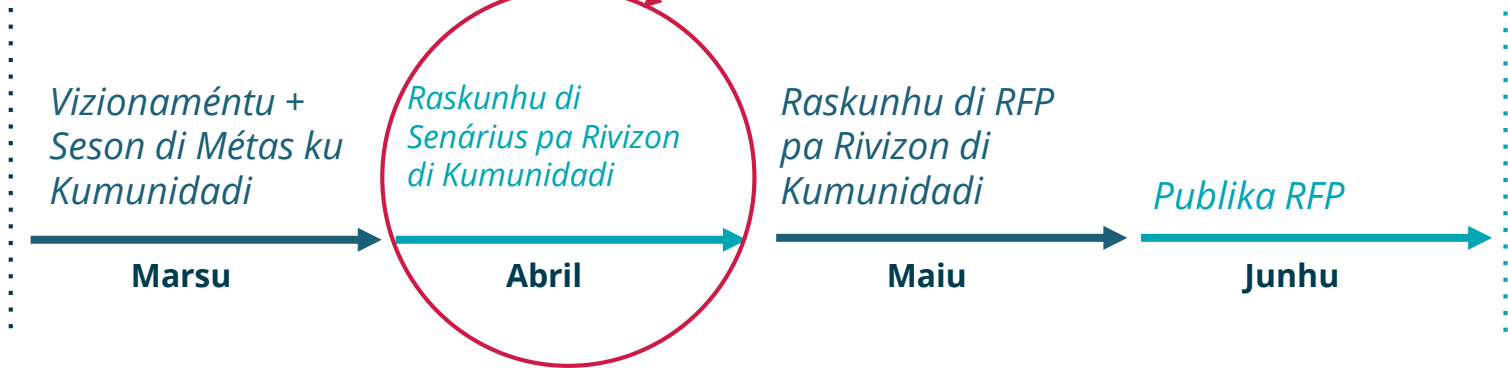 Vizionaméntu +
Seson di Métas ku
Kumunidadi
Marsu
Raskunhu di
Senárius pa Rivizon
di Kumunidadi
Abril
Raskunhu di RFP
pa Rivizon di
Kumunidadi
Maiu
Publika RFP
Junhu